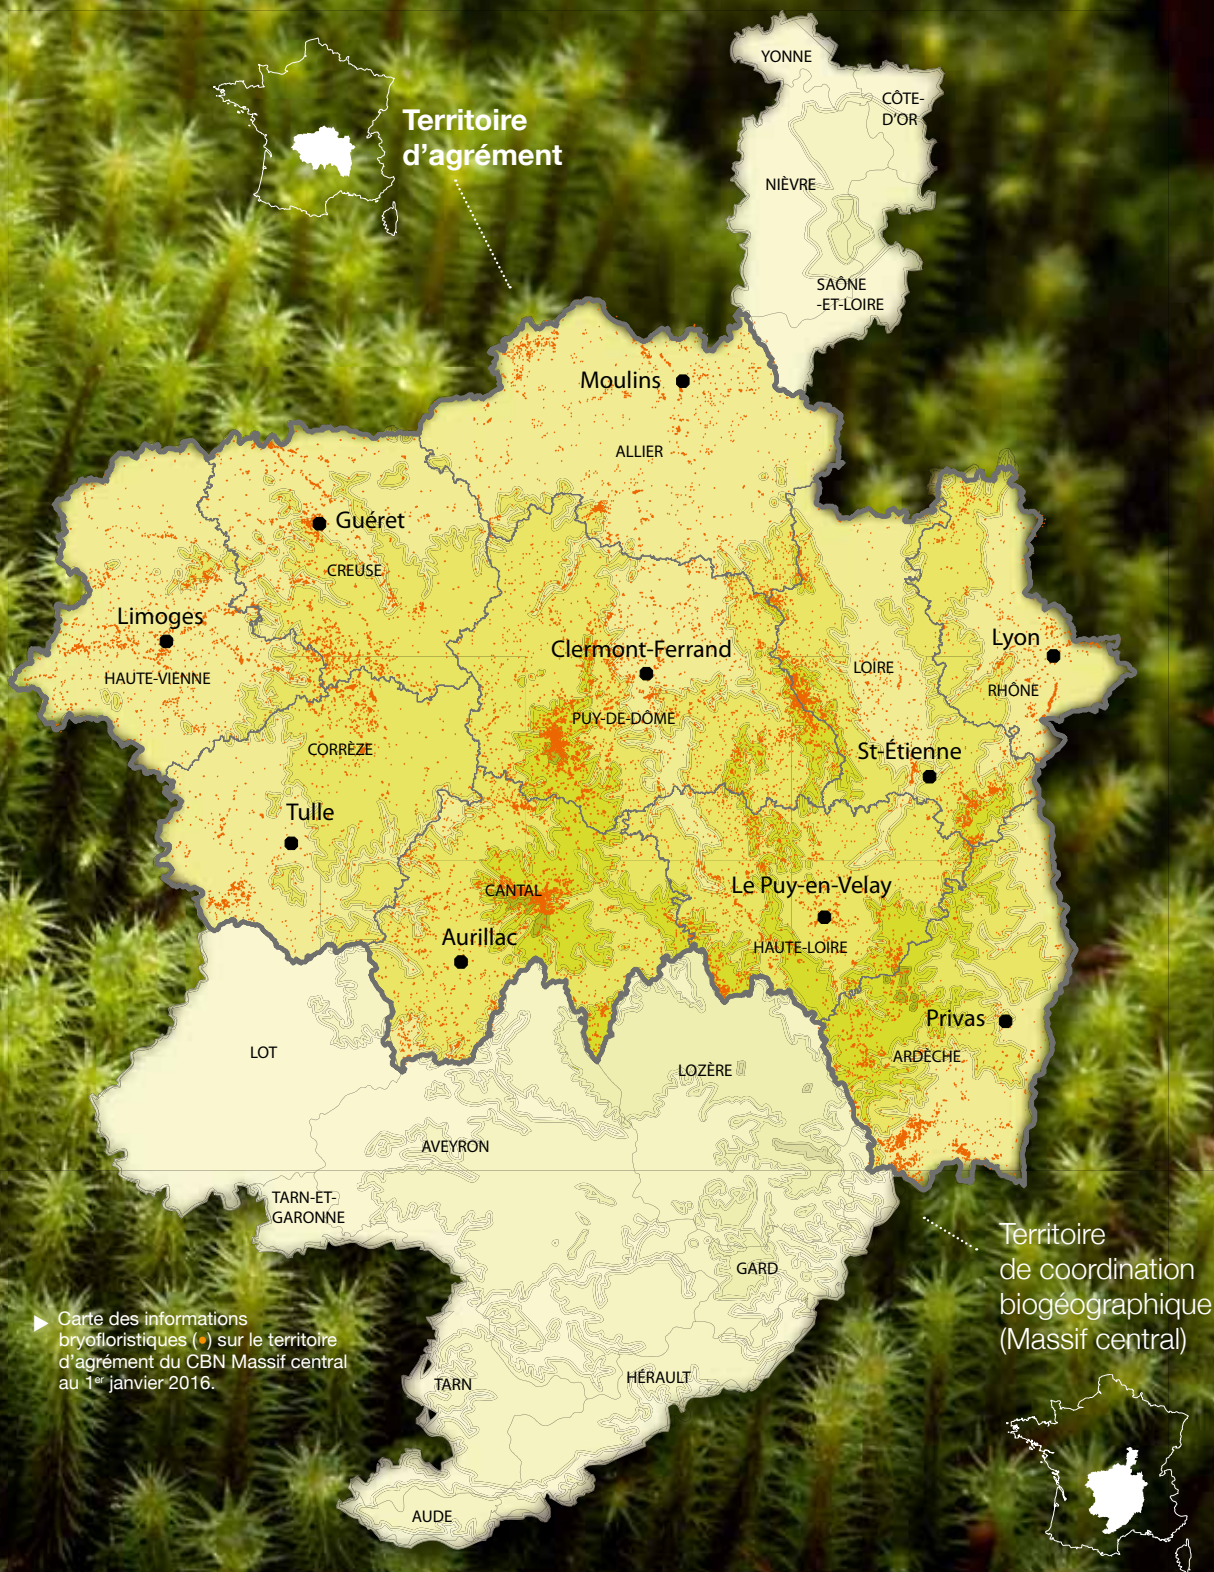 YONNE
CÔTE-
D'OR
Territoire
d'agrément
NIÈVRE
SAÔNE
-ET-LOIRE
Moulins
ALLIER
Guéret
CREUSE
Limoges
HAUTE-VIENNE
Clermont-Ferrand
PUY-DE-DÔME
LOIRE
Lyon
RHÔNE
CORRÈZE
St-Étienne
Tulle
CANTAL
Le Puy-en-Velay
Aurillac
HAUTE-LOIRE
Privas
ARDÈCHE
LOT
LOZÈRE
AVEYRON
TARN-ET-
GARONNE
GARD
Territoire
de coordination
biogéographique
(Massif central)
Carte des informations
bryofloristiques (•) sur le territoire
d'agrément du CBN Massif central
au 1er janvier 2016.
TARN
HÉRAULT
AUDE